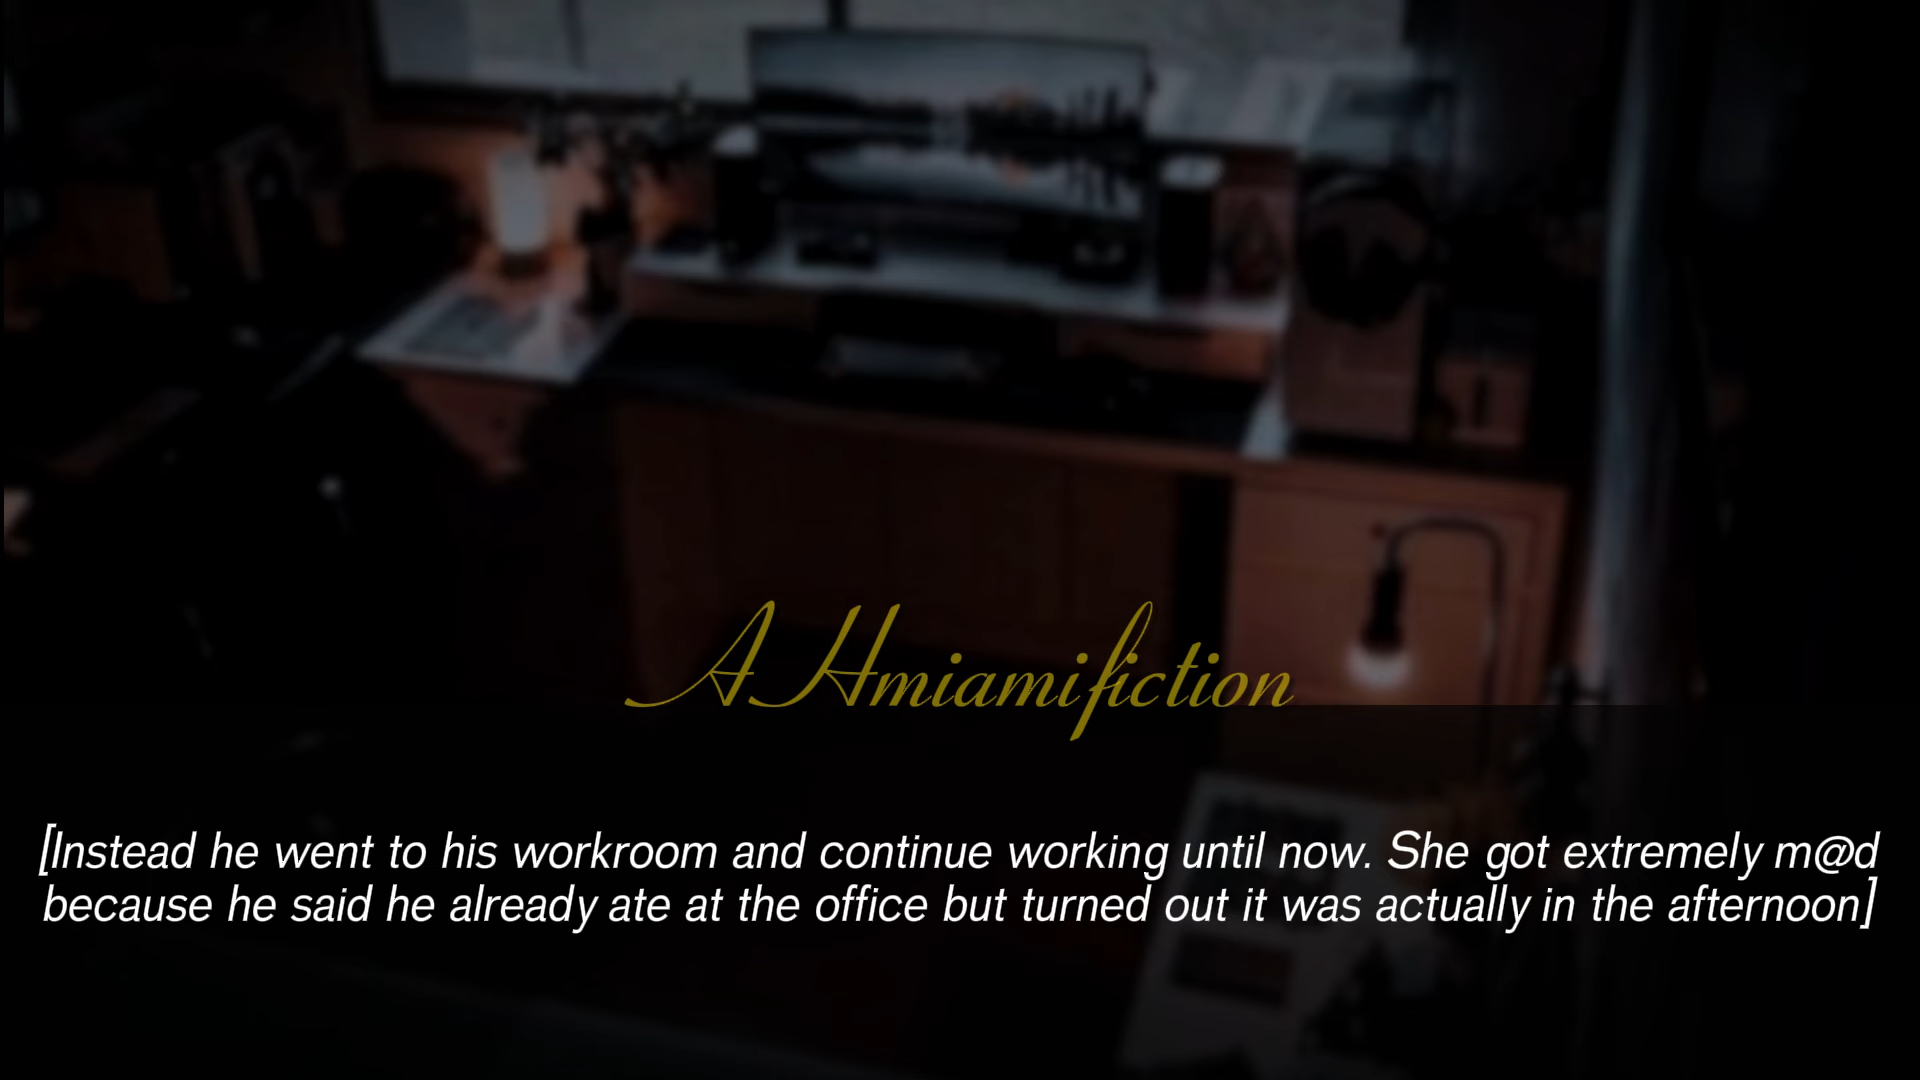 A Hmiamifiction
[Instead he went to his workroom and continue working until now. She got extremely m@d
because he said he already ate at the office but turned out it was actually in the afternoon]